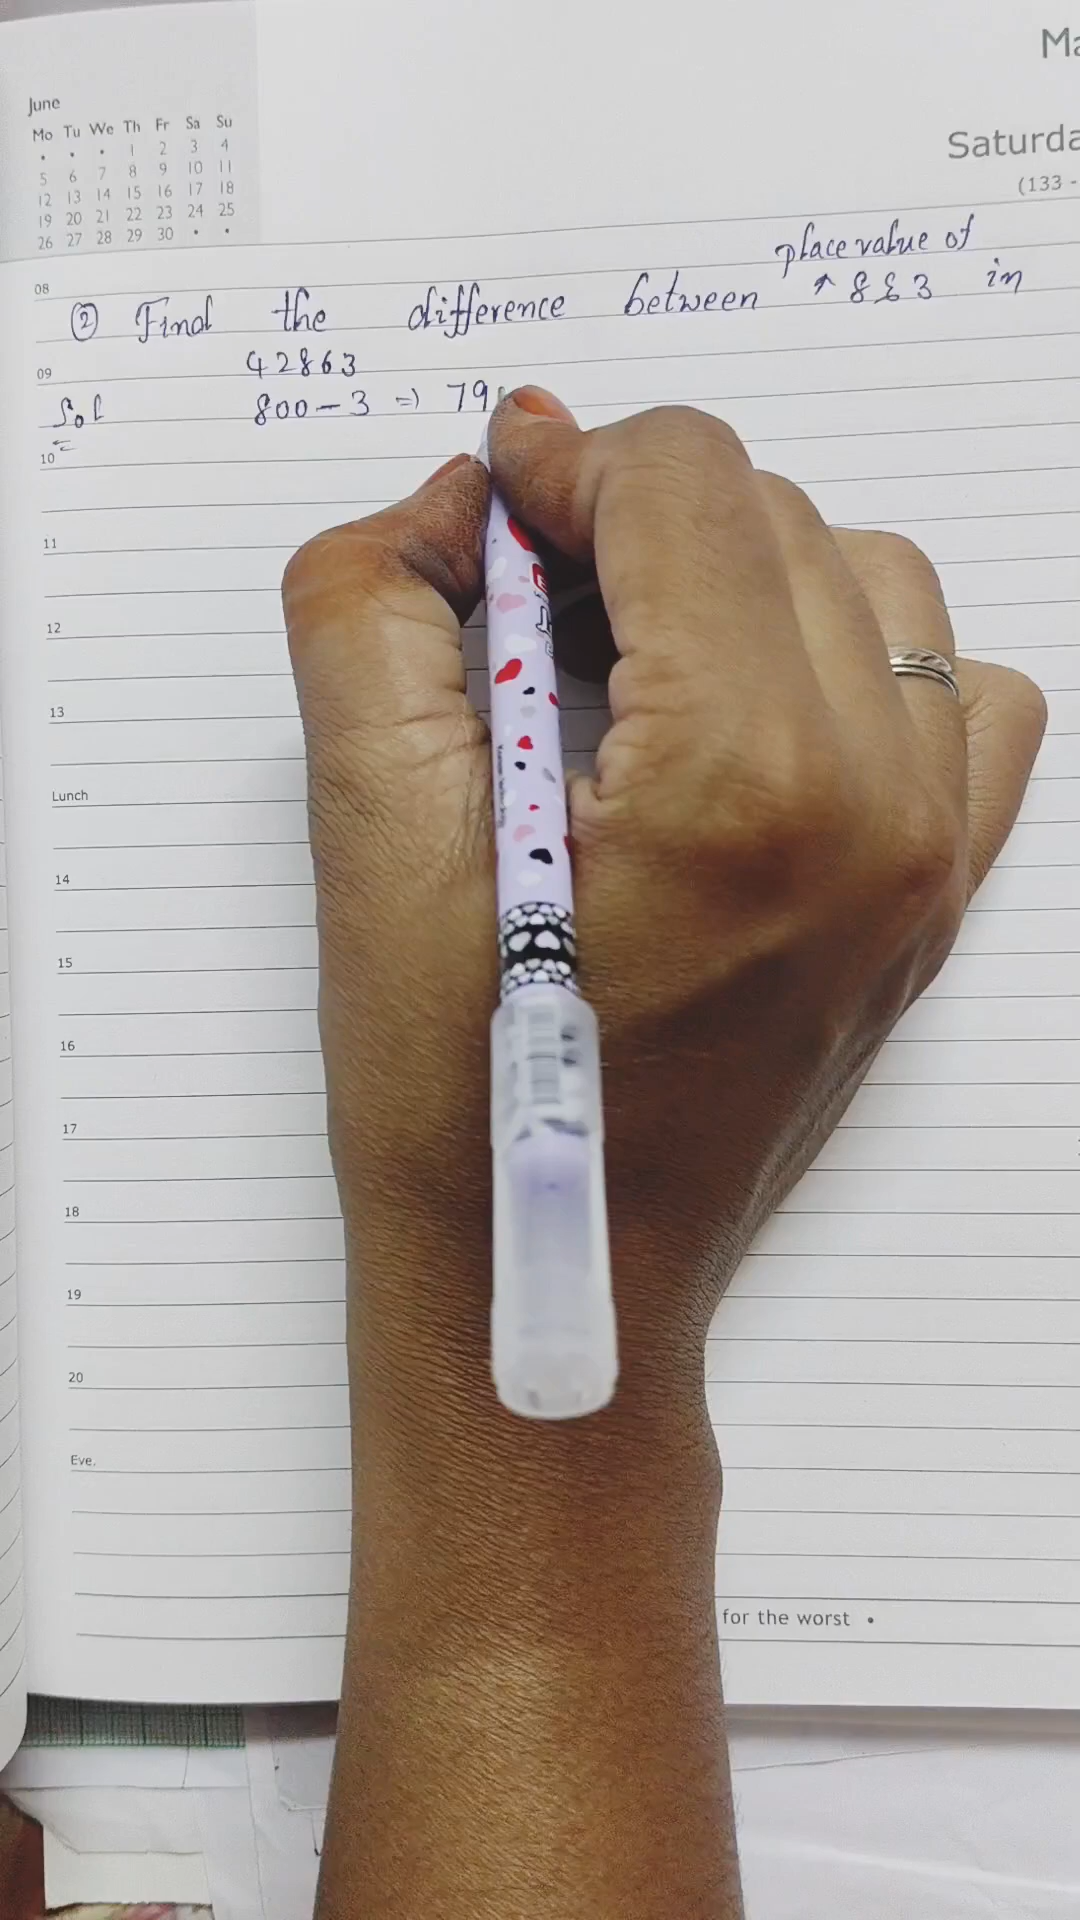 Ma
June
Mo Tu We Th Fr Sa Su
• • • 1 2 3 4
5 6 7 8 9 10 11
12 13 14 15 16 17 18
19 20 21 22 23 24 25
26 27 28 29 30 • •
Saturda
(133 -
place value of
08
② Find the difference between ^ 8 & 3 in
42863
09
Sol 800 - 3 => 79
10
11
12
13
Lunch
14
15
16
17
18
19
20
Eve.
for the worst •